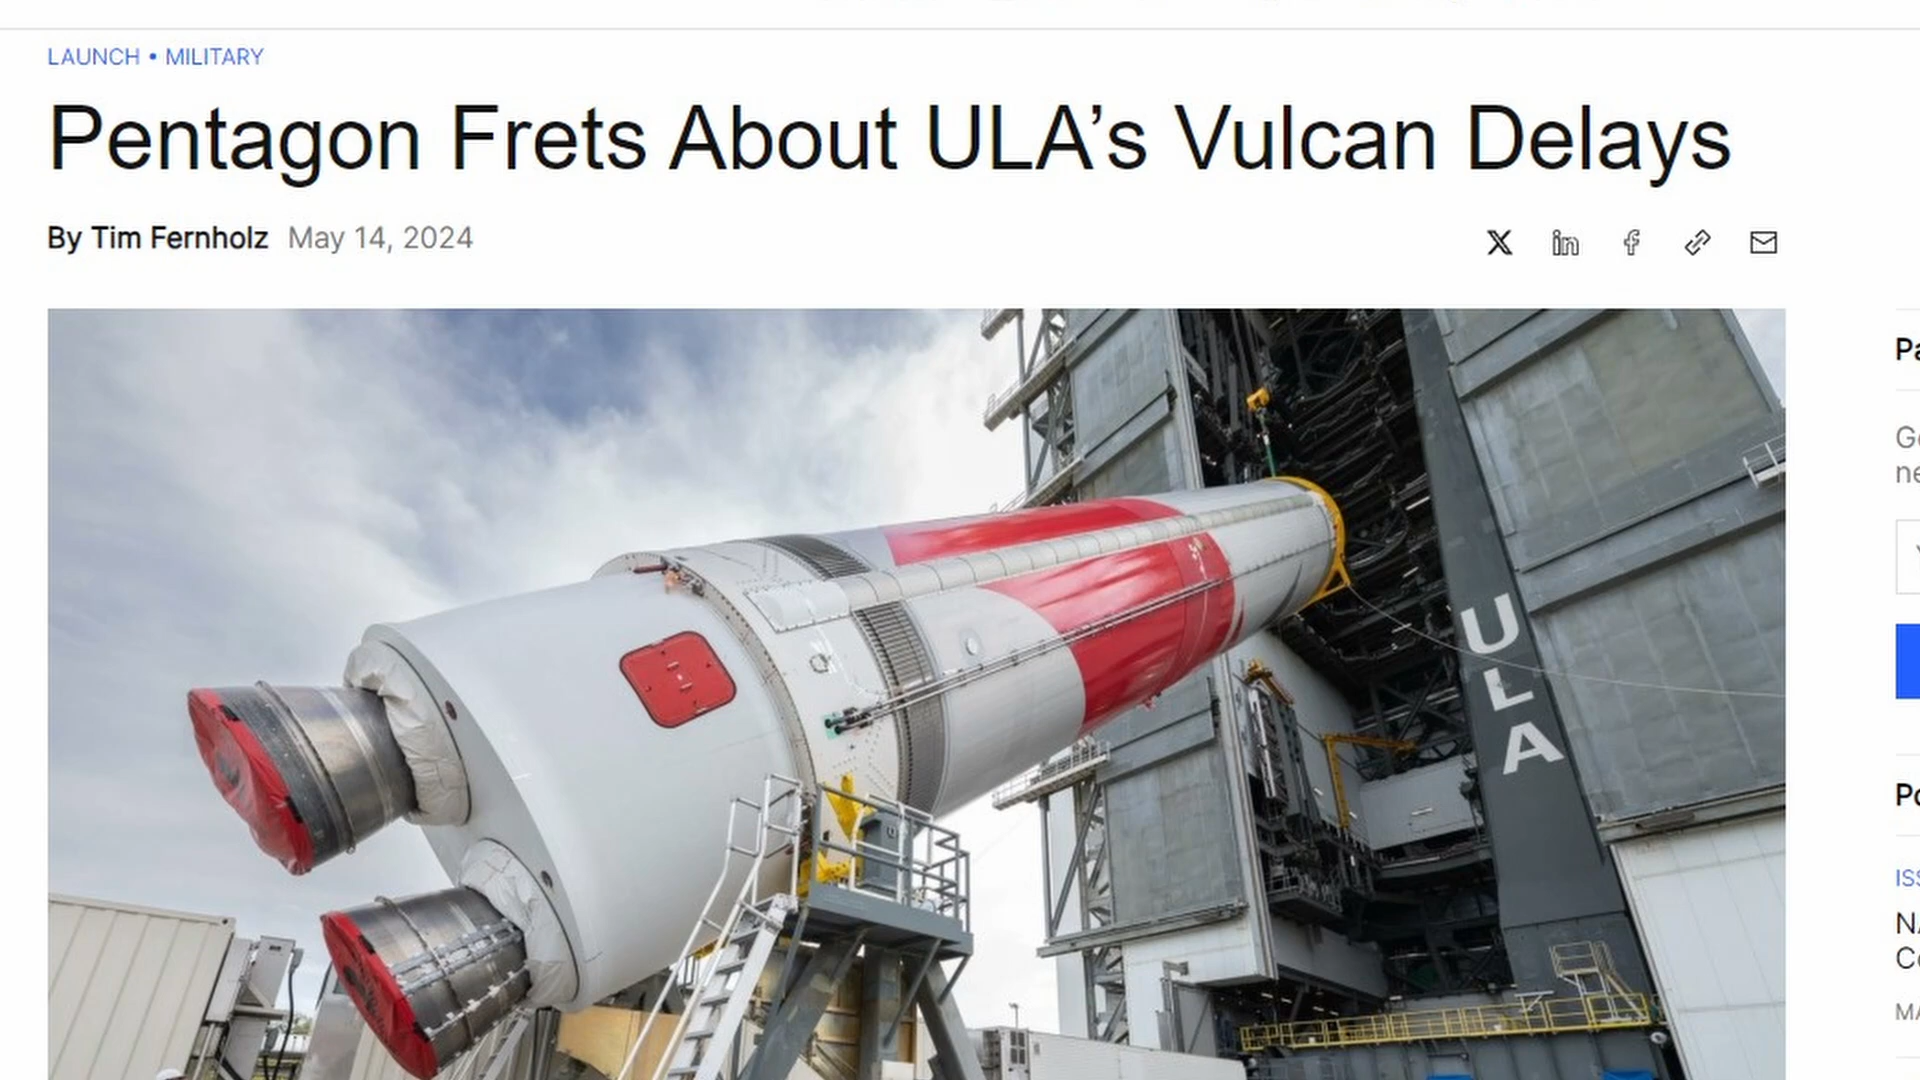 LAUNCH • MILITARY
Pentagon Frets About ULA’s Vulcan Delays
By Tim Fernholz May 14, 2024
ULA